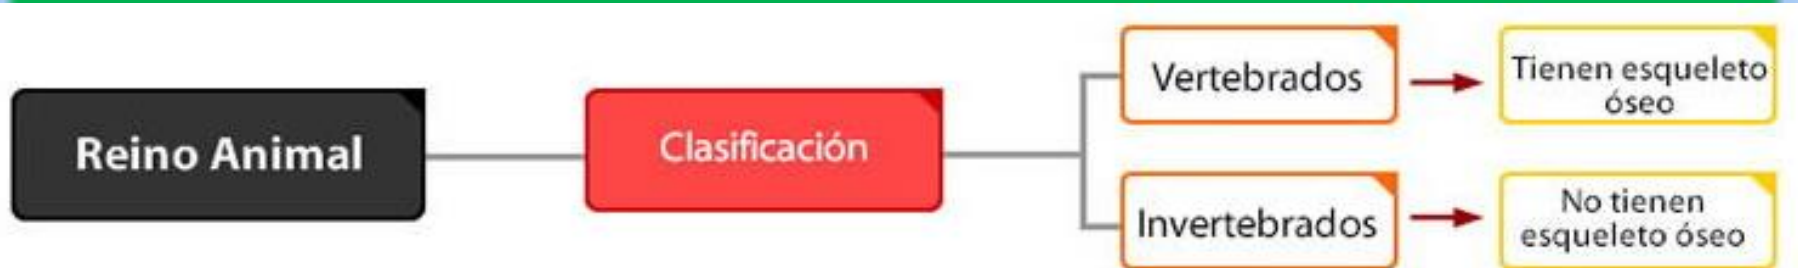 Reino Animal
Clasificación
Vertebrados
Tienen esqueleto
óseo
Invertebrados
No tienen
esqueleto óseo